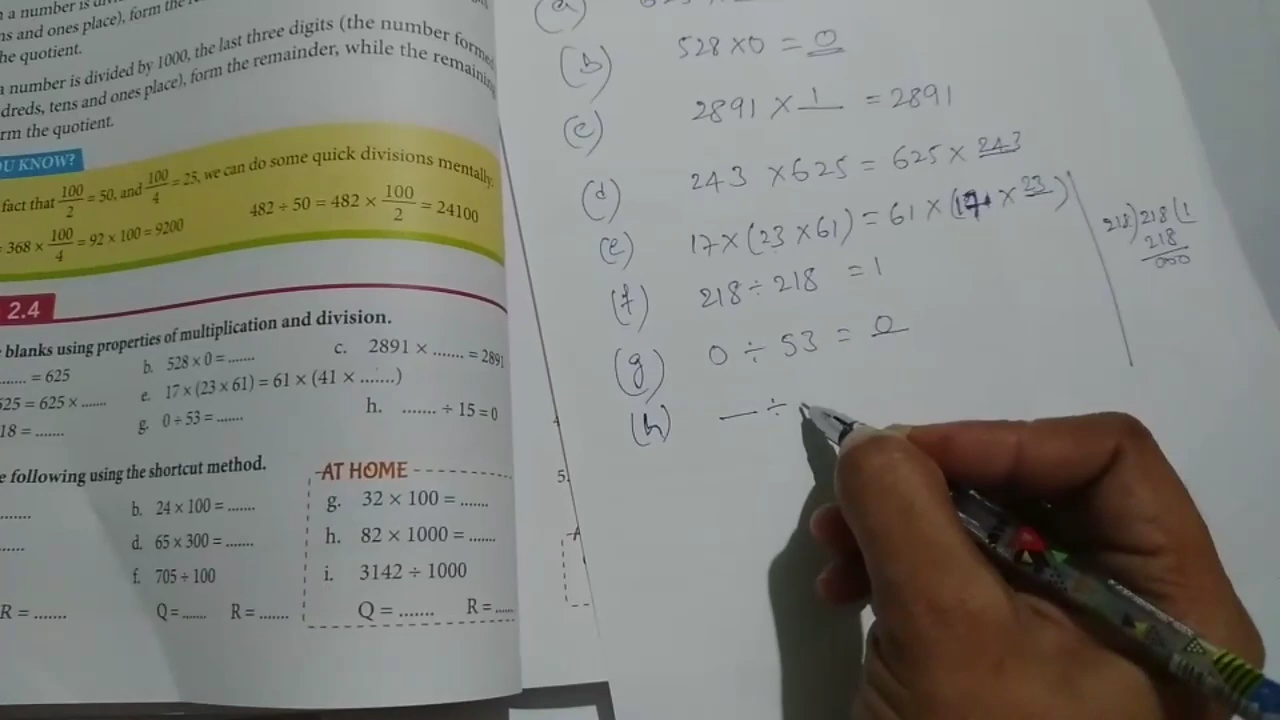 a number is
ns and ones place), form the
he quotient.
a number is divided by 1000, the last three digits (the number formed
dreds, tens and ones place), form the remainder, while the remaining
rm the quotient.
OU KNOW?
fact that 100/2 = 50, and 100/4 = 25, we can do some quick divisions mentally.
482 ÷ 50 = 482 × 100/2 = 24100
= 368 × 100/4 = 92 × 100 = 9200
2.4
blanks using properties of multiplication and division.
...... = 625
b. 528 × 0 = ......
c. 2891 × ....... = 2891
625 = 625 × ......
e. 17 × (23 × 61) = 61 × (41 × .......)
18 = .......
g. 0 ÷ 53 = .......
h. ....... ÷ 15 = 0
e following using the shortcut method.
b. 24 × 100 = .......
d. 65 × 300 = .......
f. 705 ÷ 100
R = ....... Q = ...... R = .......
AT HOME
g. 32 × 100 = .......
h. 82 × 1000 = .......
i. 3142 ÷ 1000
Q = ....... R = ......
5.
(a) 625 ×
(b) 528 × 0 = 0
(c) 2891 × 1 = 2891
(d) 243 × 625 = 625 × 243
(e) 17 × (23 × 61) = 61 × (17 × 23)
(f) 218 ÷ 218 = 1
(g) 0 ÷ 53 = 0
(h) — ÷
218) 218 (1
218
000